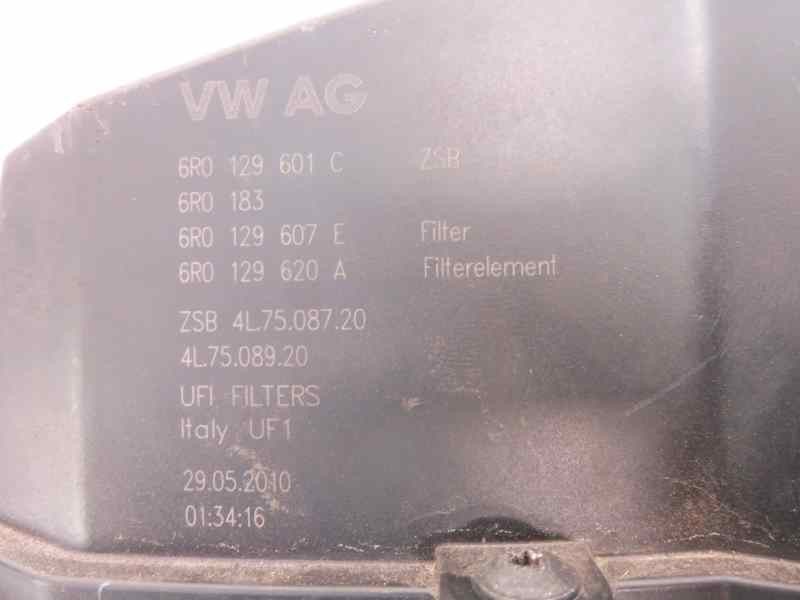 VW AG
6R0 129 601 C ZSB
6R0 183
6R0 129 607 E Filter
6R0 129 620 A Filterelement
ZSB 4L.75.087.20
4L.75.089.20
UFI FILTERS
Italy UF1
29.05.2010
01:34:16